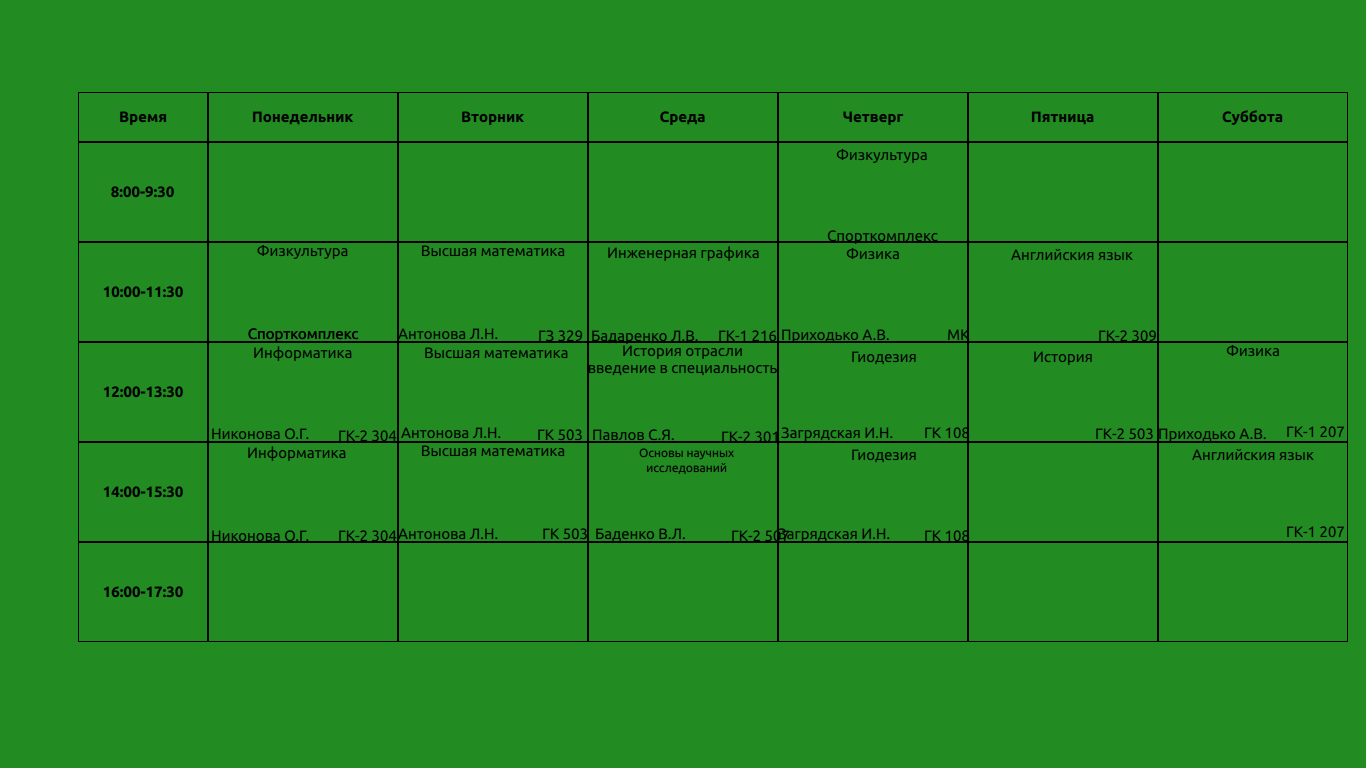 Время Понедельник Вторник Среда Четверг Пятница Суббота
8:00-9:30
Физкультура
Спорткомплекс
10:00-11:30
Физкультура
Спорткомплекс
Высшая математика
Антонова Л.Н. ГЗ 329
Инженерная графика
Бадаренко Л.В. ГК-1 216
Физика
Приходько А.В. МК
Английския язык
ГК-2 309
12:00-13:30
Информатика
Никонова О.Г. ГК-2 304
Высшая математика
Антонова Л.Н. ГК 503
История отрасли
введение в специальность
Павлов С.Я. ГК-2 301
Гиодезия
Загрядская И.Н. ГК 108
История
ГК-2 503
Физика
Приходько А.В. ГК-1 207
14:00-15:30
Информатика
Никонова О.Г. ГК-2 304
Высшая математика
Антонова Л.Н. ГК 503
Основы научных
исследований
Баденко В.Л. ГК-2 507
Гиодезия
Загрядская И.Н. ГК 108
Английския язык
ГК-1 207
16:00-17:30